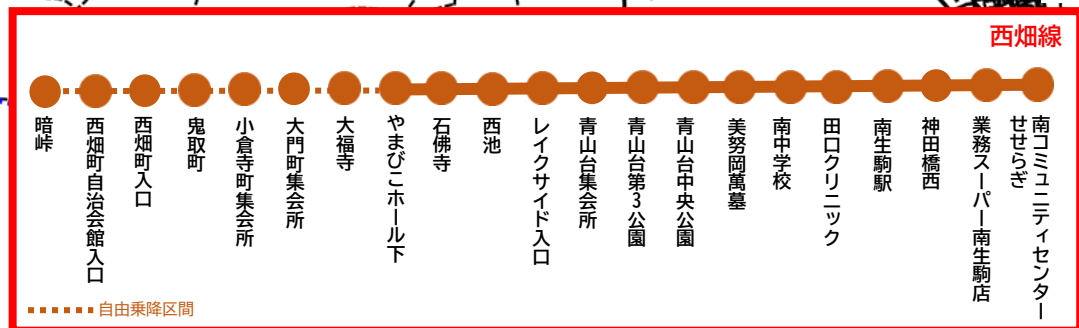 西畑線
暗峠
西畑町自治会館入口
西畑町入口
鬼取町
小倉寺町集会所
大門町集会所
大福寺
やまびこホール下
石佛寺
西池
レイクサイド入口
青山台集会所
青山台第3公園
青山台中央公園
美努岡萬墓
南中学校
田口クリニック
南生駒駅
神田橋西
業務スーパー南生駒店
南コミュニティセンター
せせらぎ
自由乗降区間